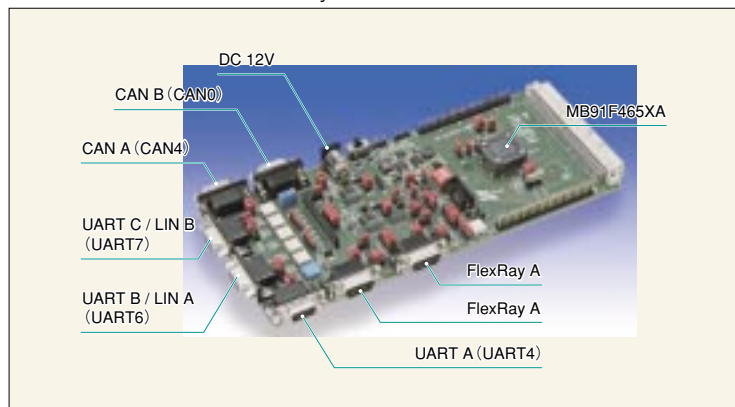 DC 12V
CAN B（CAN0）
MB91F465XA
CAN A（CAN4）
UART C / LIN B
（UART7）
FlexRay A
UART B / LIN A
（UART6）
FlexRay A
UART A（UART4）